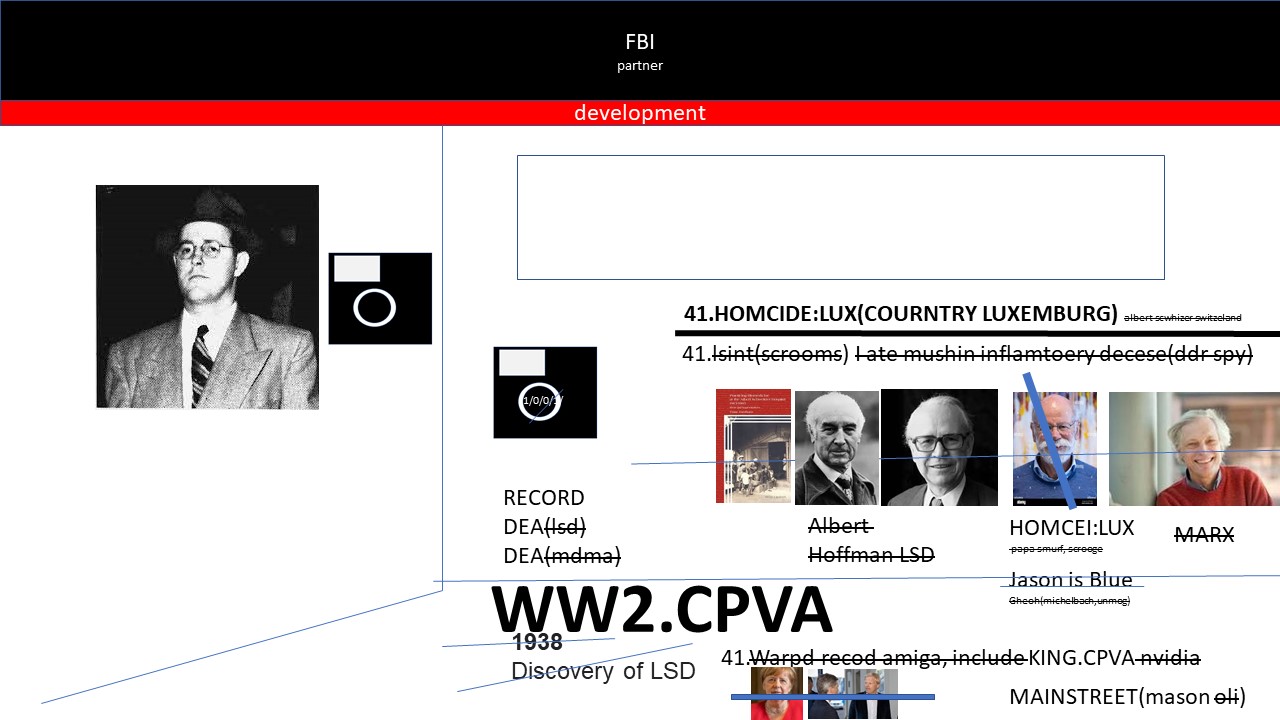 FBI
partner
development
41.HOMCIDE:LUX(COURNTRY LUXEMBURG) albert scwhizer switzeland
41.lsint(scrooms) I ate mushin inflamtoery decese(ddr spy)
1/0/0/1/
RECORD
DEA(lsd)
DEA(mdma)
Albert
Hoffman LSD
HOMCEI:LUX
papa smurf, scrooge
MARX
Jason is Blue
Gheoh(michelbach,unmog)
WW2.CPVA
1938
Discovery of LSD
41.Warpd recod amiga, include KING.CPVA nvidia
MAINSTREET(mason oli)